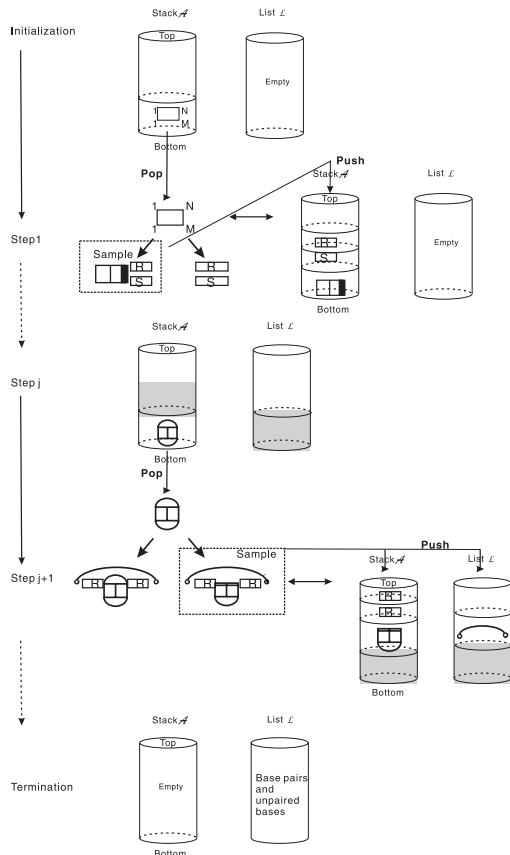 Stack 𝒜 List ℒ
Initialization
Top
Empty
1 N
1 M
Bottom
Pop
Push
Stack 𝒜 List ℒ
1 N
1 M
Top
Step1
Sample
R R
S S
R
S
Empty
Bottom
Stack 𝒜 List ℒ
Top
Step j
Bottom
Pop
Sample
Push
Stack 𝒜 List ℒ
Step j+1
R R R R
Top
R
R
Bottom
Stack 𝒜 List ℒ
Top
Termination
Empty
Base pairs
and
unpaired
bases
Bottom